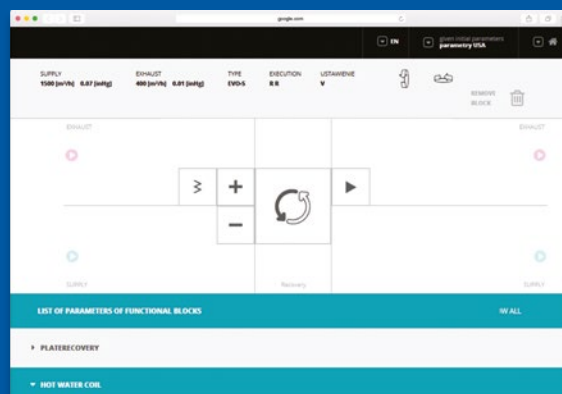 google.com
EN
given initial parameters
parametry USA
SUPPLY EXHAUST TYPE EXECUTION USTAWIENIE
1500 [m³/h] 0.07 [inHg] 400 [m³/h] 0.01 [inHg] EVO-S R R V
REMOVE
BLOCK
EXHAUST EXHAUST
SUPPLY Recovery SUPPLY
LIST OF PARAMETERS OF FUNCTIONAL BLOCKS IW ALL
PLATERECOVERY
HOT WATER COIL